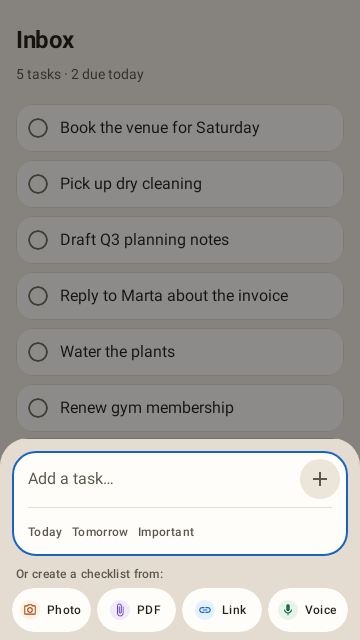 Inbox
5 tasks · 2 due today
Book the venue for Saturday
Pick up dry cleaning
Draft Q3 planning notes
Reply to Marta about the invoice
Water the plants
Renew gym membership
Add a task…
Today Tomorrow Important
Or create a checklist from:
Photo PDF Link Voice